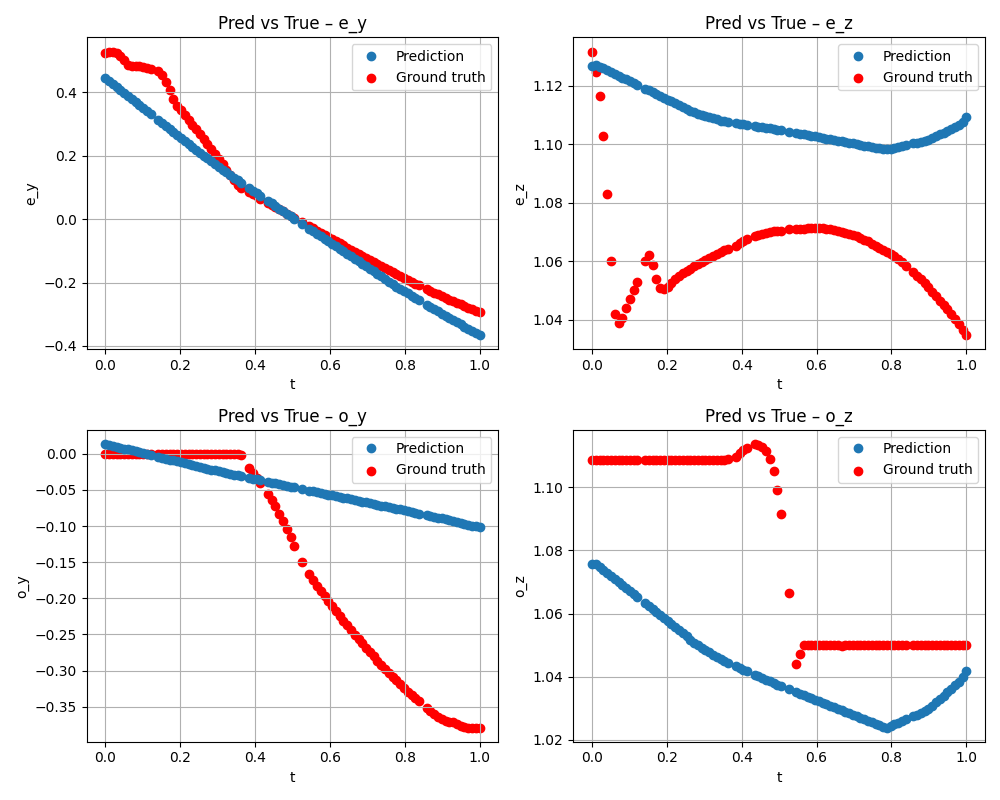 Pred vs True – e_y
Prediction
Ground truth
0.4
0.2
0.0
−0.2
−0.4
e_y
0.0 0.2 0.4 0.6 0.8 1.0
t
Pred vs True – e_z
Prediction
Ground truth
1.12
1.10
1.08
1.06
1.04
e_z
0.0 0.2 0.4 0.6 0.8 1.0
t
Pred vs True – o_y
Prediction
Ground truth
0.00
−0.05
−0.10
−0.15
−0.20
−0.25
−0.30
−0.35
o_y
0.0 0.2 0.4 0.6 0.8 1.0
t
Pred vs True – o_z
Prediction
Ground truth
1.10
1.08
1.06
1.04
1.02
o_z
0.0 0.2 0.4 0.6 0.8 1.0
t